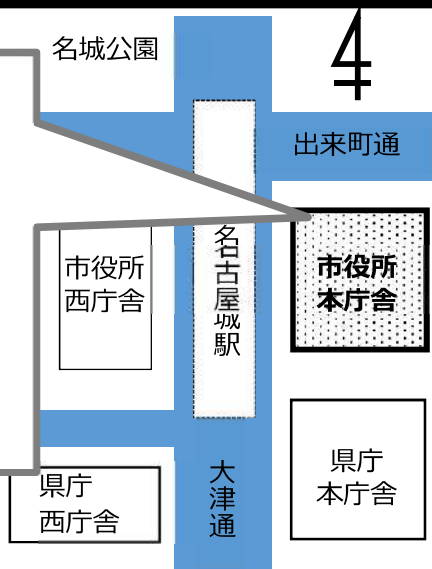 名城公園
出来町通
市役所
西庁舎
名古屋城駅
市役所
本庁舎
県庁
西庁舎
大津通
県庁
本庁舎